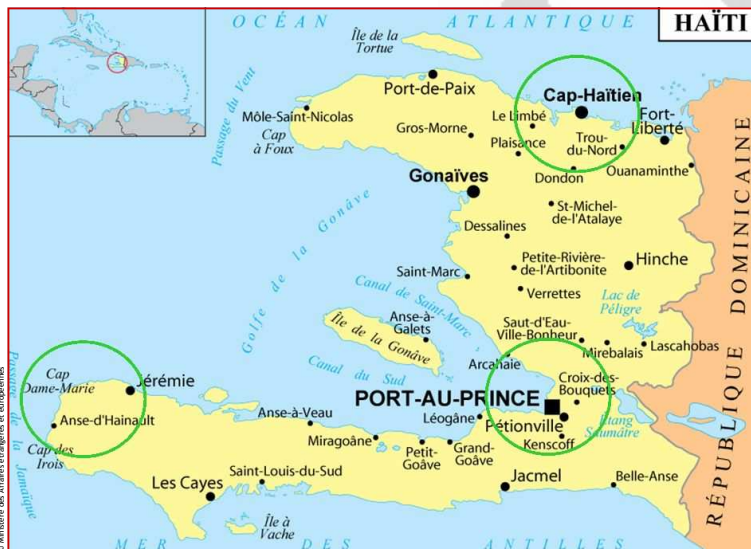 HAÏTI
OCÉAN ATLANTIQUE
Île de la
Tortue
Passage du Vent
Port-de-Paix
Cap-Haïtien
Môle-Saint-Nicolas
Cap
à Foux
Gros-Morne
Le Limbé
Plaisance
Fort-
Liberté
Trou-
du-Nord
Ouanaminthe
Dondon
Gonaïves
St-Michel-
de-l'Atalaye
Dessalines
Golfe de la Gonâve
Saint-Marc
Petite-Rivière-
de-l'Artibonite
Hinche
Verrettes
Canal de Saint-Marc
Lac de
Péligre
Anse-à-
Galets
Île de la Gonâve
Saut-d'Eau-
Ville-Bonheur
Mirebalais
Lascahobas
Arcahaie
Canal du Sud
Cap
Dame-Marie
Jérémie
PORT-AU-PRINCE
Croix-des-
Bouquets
Anse-d'Hainault
Anse-à-Veau
Léogâne
Pétionville
Étang
Saumâtre
Kenscoff
Cap des
Irois
Miragoâne
Petit-
Goâve
Grand-
Goâve
Passage de la Jamaïque
Saint-Louis-du-Sud
Les Cayes
Jacmel
Belle-Anse
Île à
Vache
MER DES ANTILLES
RÉPUBLIQUE DOMINICAINE
Ministère des Affaires étrangères et européennes